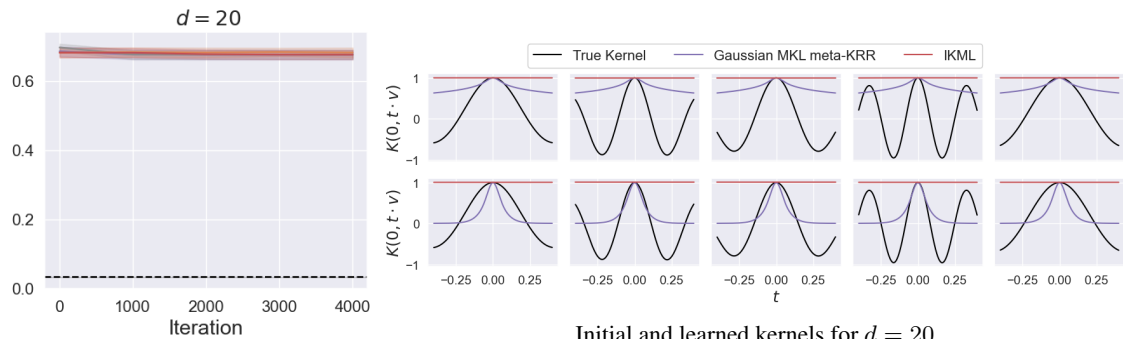 d = 20
0.6
0.4
0.2
0.0
0 1000 2000 3000 4000
Iteration
True Kernel Gaussian MKL meta-KRR IKML
K(0, t · v)
1
0
−1
K(0, t · v)
1
0
−1
−0.25 0.00 0.25 −0.25 0.00 0.25 −0.25 0.00 0.25 −0.25 0.00 0.25 −0.25 0.00 0.25
t
Initial and learned kernels for d = 20